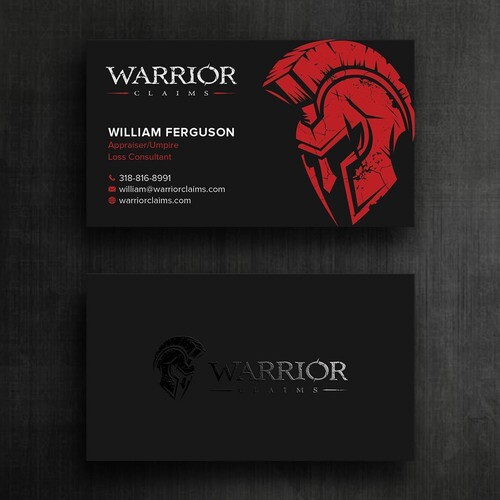 WARRIOR
CLAIMS
WILLIAM FERGUSON
Appraiser/Umpire
Loss Consultant
318-816-8991
william@warriorclaims.com
warriorclaims.com
WARRIOR
CLAIMS